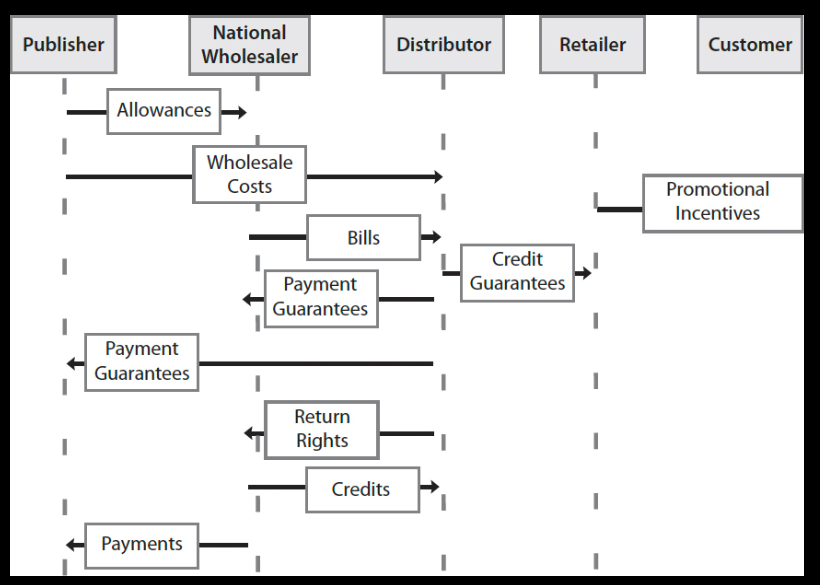 Publisher
National
Wholesaler
Distributor
Retailer
Customer
Allowances
Wholesale
Costs
Promotional
Incentives
Bills
Credit
Guarantees
Payment
Guarantees
Payment
Guarantees
Return
Rights
Credits
Payments